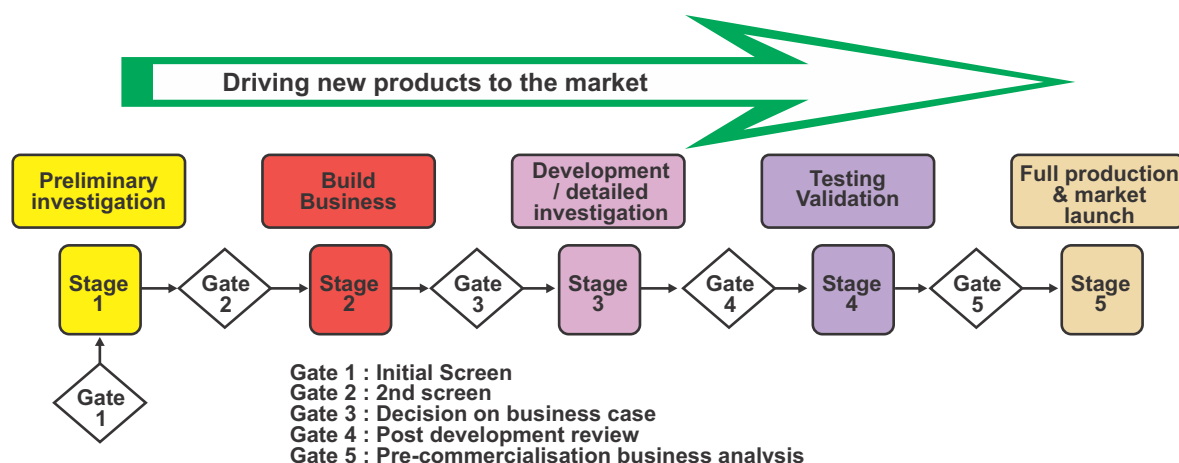 Driving new products to the market
Preliminary
investigation
Build
Business
Development
/ detailed
investigation
Testing
Validation
Full production
& market
launch
Stage
1
Gate
2
Stage
2
Gate
3
Stage
3
Gate
4
Stage
4
Gate
5
Stage
5
Gate
1
Gate 1 : Initial Screen
Gate 2 : 2nd screen
Gate 3 : Decision on business case
Gate 4 : Post development review
Gate 5 : Pre-commercialisation business analysis